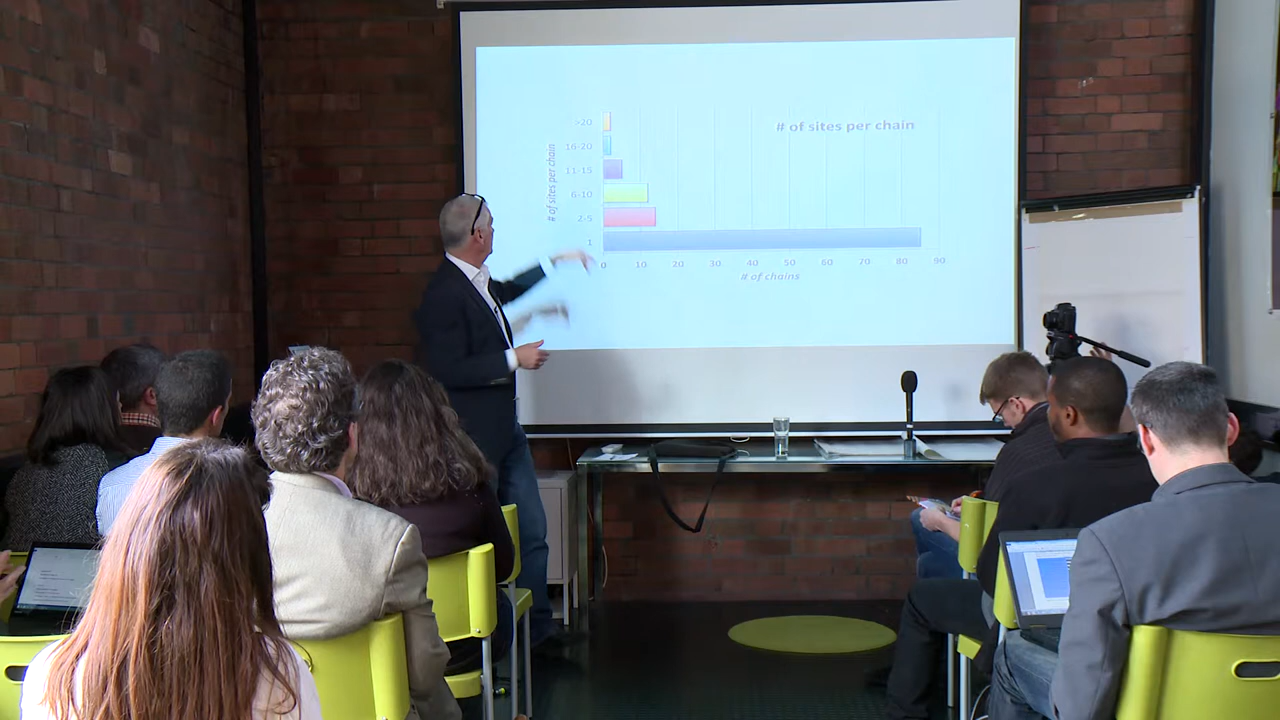 # of sites per chain
# of sites per chain
>20
16-20
11-15
6-10
2-5
1
0 10 20 30 40 50 60 70 80 90
# of chains